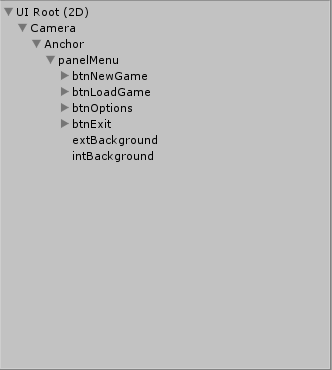 UI Root (2D)
Camera
Anchor
panelMenu
btnNewGame
btnLoadGame
btnOptions
btnExit
extBackground
intBackground